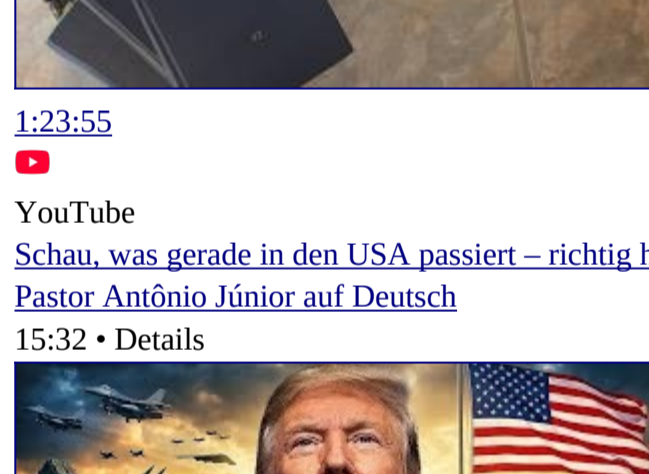 1:23:55
YouTube
Schau, was gerade in den USA passiert – richtig
Pastor Antônio Júnior auf Deutsch
15:32 • Details